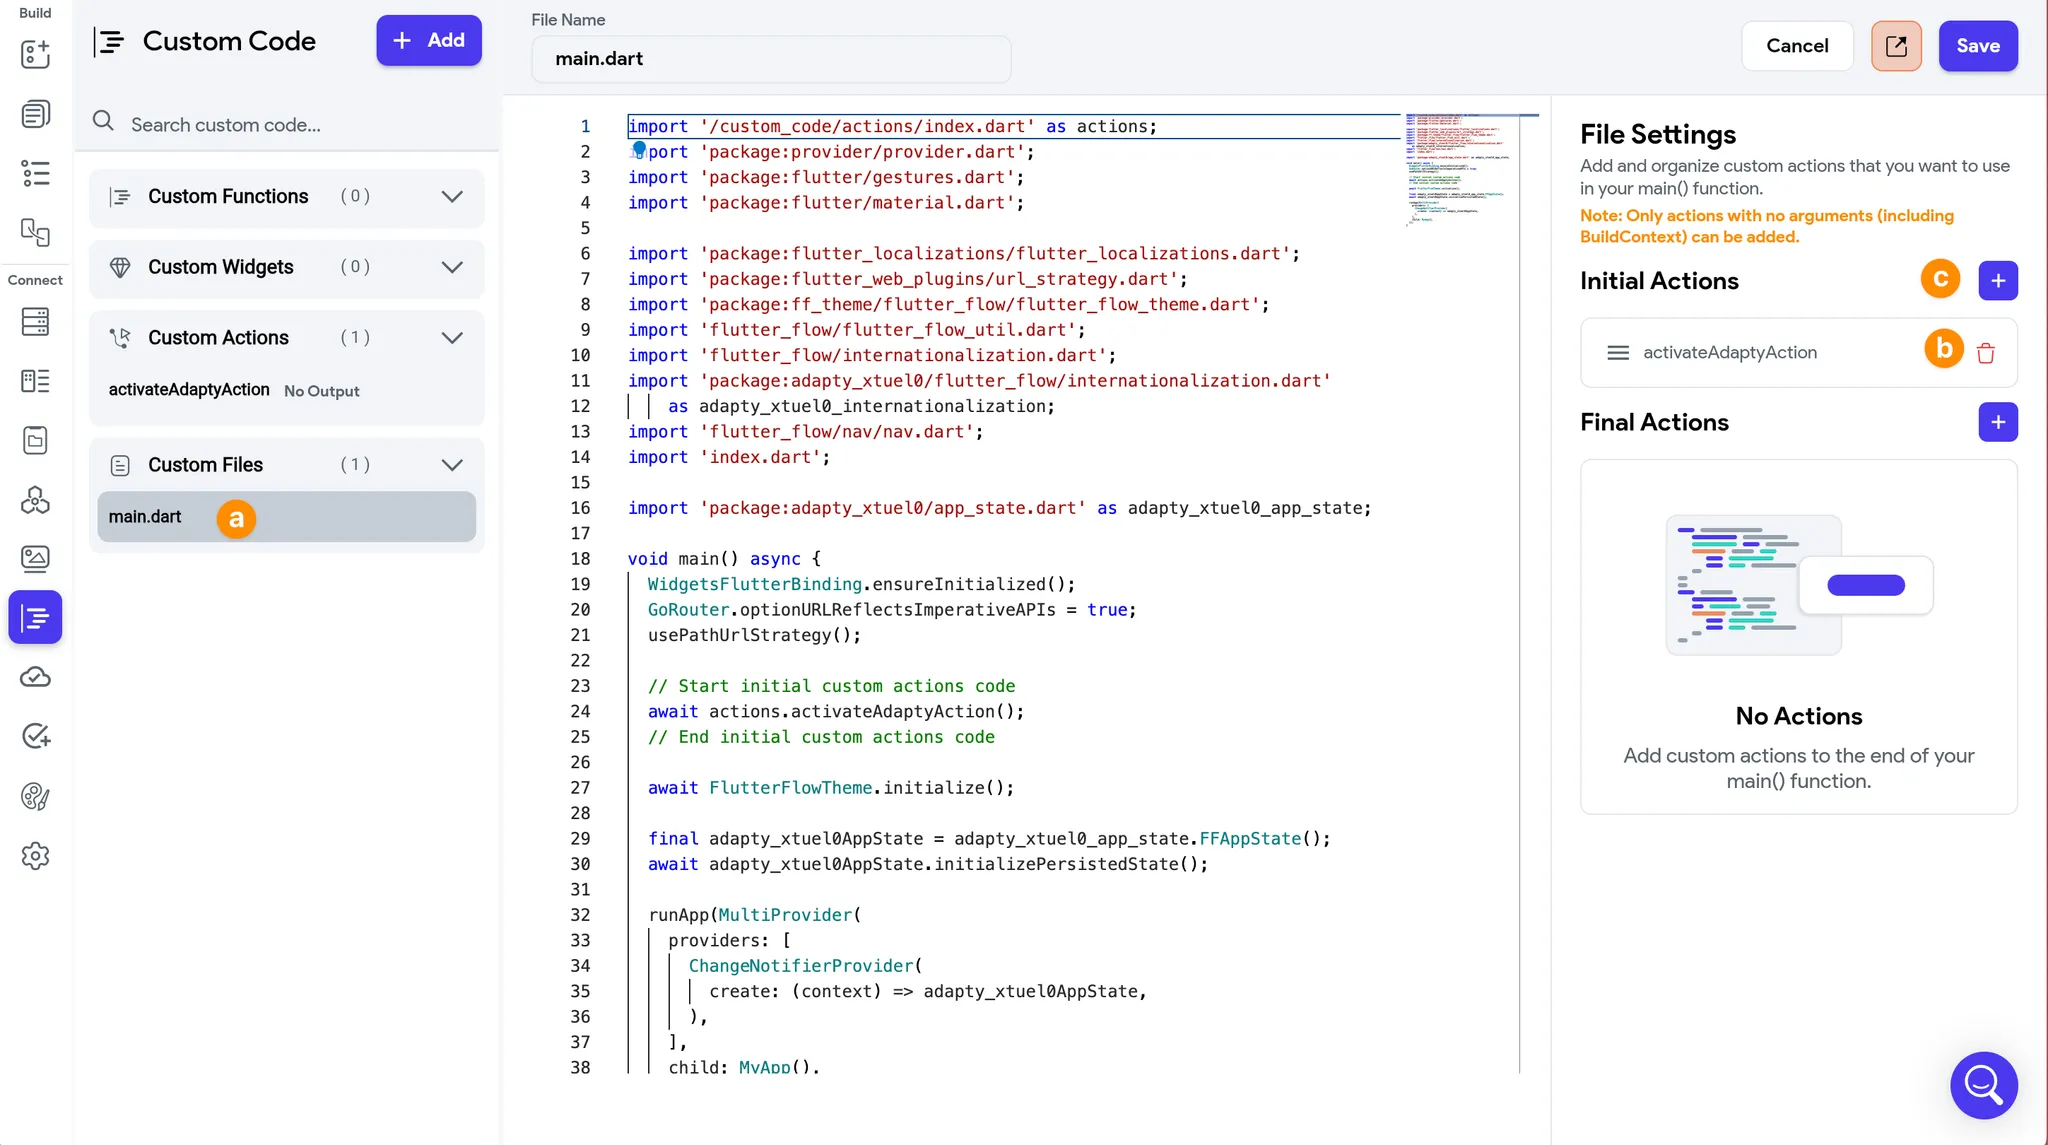 Build
Connect
Custom Code
+ Add
Search custom code...
Custom Functions (0)
Custom Widgets (0)
Custom Actions (1)
activateAdaptyAction No Output
Custom Files (1)
main.dart a
File Name
main.dart
Cancel
Save
1 import '/custom_code/actions/index.dart' as actions;
2 import 'package:provider/provider.dart';
3 import 'package:flutter/gestures.dart';
4 import 'package:flutter/material.dart';
5
6 import 'package:flutter_localizations/flutter_localizations.dart';
7 import 'package:flutter_web_plugins/url_strategy.dart';
8 import 'package:ff_theme/flutter_flow/flutter_flow_theme.dart';
9 import 'flutter_flow/flutter_flow_util.dart';
10 import 'flutter_flow/internationalization.dart';
11 import 'package:adapty_xtuel0/flutter_flow/internationalization.dart'
12 as adapty_xtuel0_internationalization;
13 import 'flutter_flow/nav/nav.dart';
14 import 'index.dart';
15
16 import 'package:adapty_xtuel0/app_state.dart' as adapty_xtuel0_app_state;
17
18 void main() async {
19 WidgetsFlutterBinding.ensureInitialized();
20 GoRouter.optionURLReflectsImperativeAPIs = true;
21 usePathUrlStrategy();
22
23 // Start initial custom actions code
24 await actions.activateAdaptyAction();
25 // End initial custom actions code
26
27 await FlutterFlowTheme.initialize();
28
29 final adapty_xtuel0AppState = adapty_xtuel0_app_state.FFAppState();
30 await adapty_xtuel0AppState.initializePersistedState();
31
32 runApp(MultiProvider(
33 providers: [
34 ChangeNotifierProvider(
35 create: (context) => adapty_xtuel0AppState,
36 ),
37 ],
38 child: MyApp(),
File Settings
Add and organize custom actions that you want to use
in your main() function.
Note: Only actions with no arguments (including
BuildContext) can be added.
Initial Actions c +
activateAdaptyAction b
Final Actions +
No Actions
Add custom actions to the end of your
main() function.